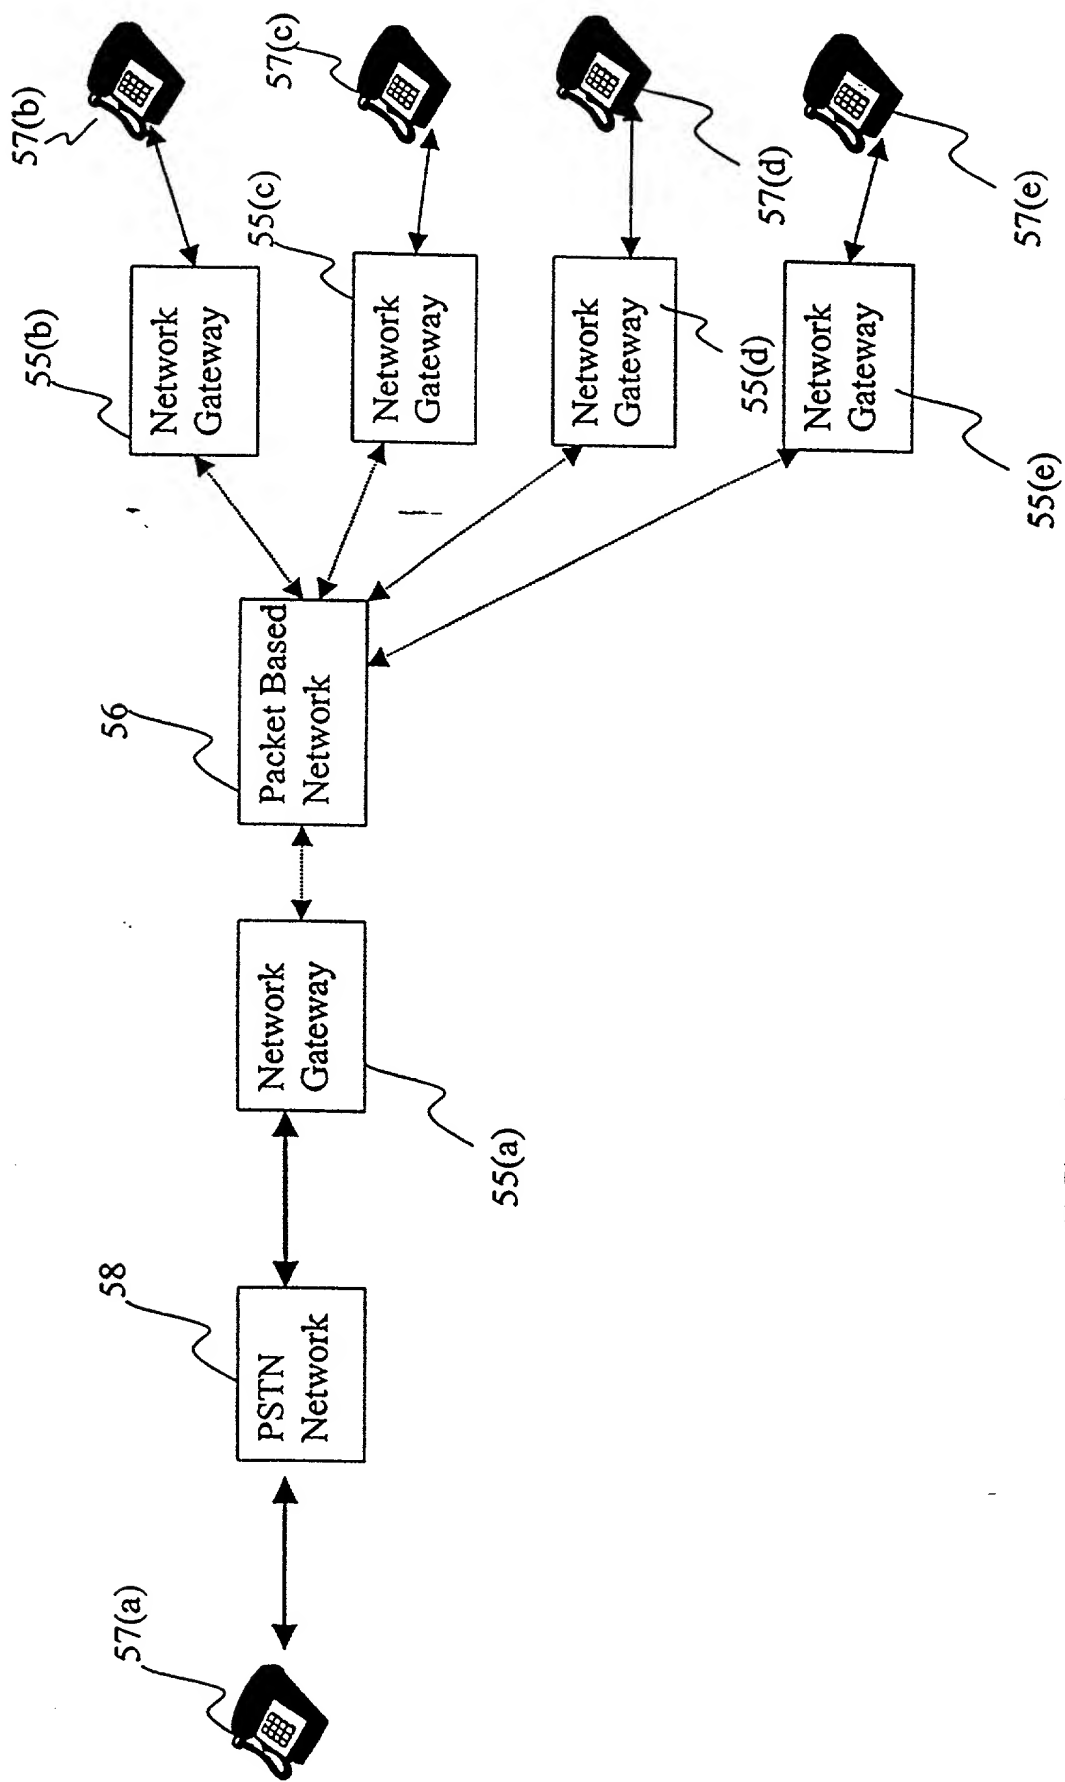 57(a)
58
PSTN
Network
55(a)
Network
Gateway
56
Packet Based
Network
55(b)
Network
Gateway
57(b)
55(c)
Network
Gateway
57(c)
55(d)
Network
Gateway
57(d)
55(e)
Network
Gateway
57(e)